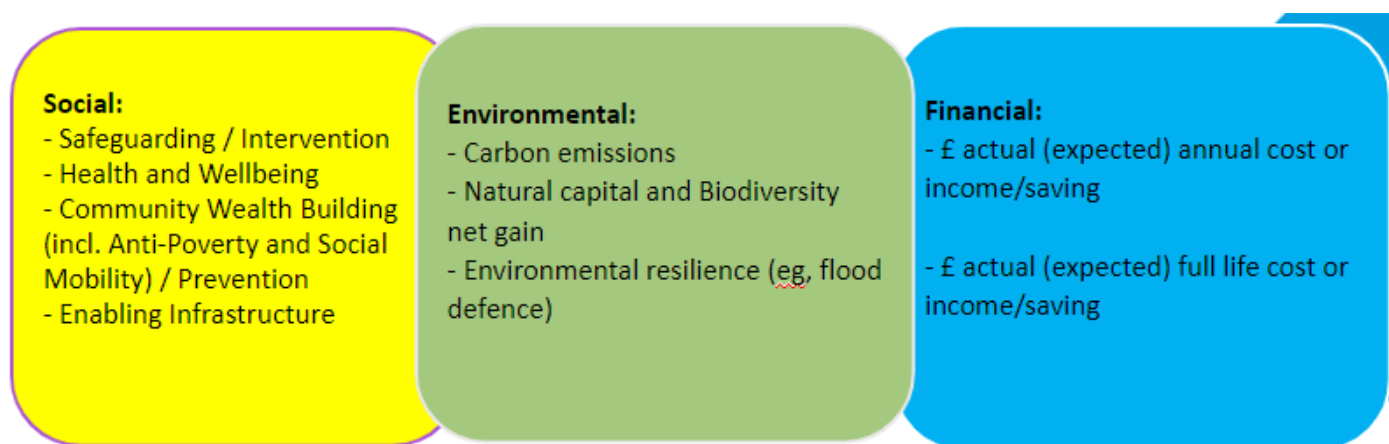 Social:
- Safeguarding / Intervention
- Health and Wellbeing
- Community Wealth Building
(incl. Anti-Poverty and Social
Mobility) / Prevention
- Enabling Infrastructure
Environmental:
- Carbon emissions
- Natural capital and Biodiversity
net gain
- Environmental resilience (eg, flood
defence)
Financial:
- £ actual (expected) annual cost or
income/saving
- £ actual (expected) full life cost or
income/saving